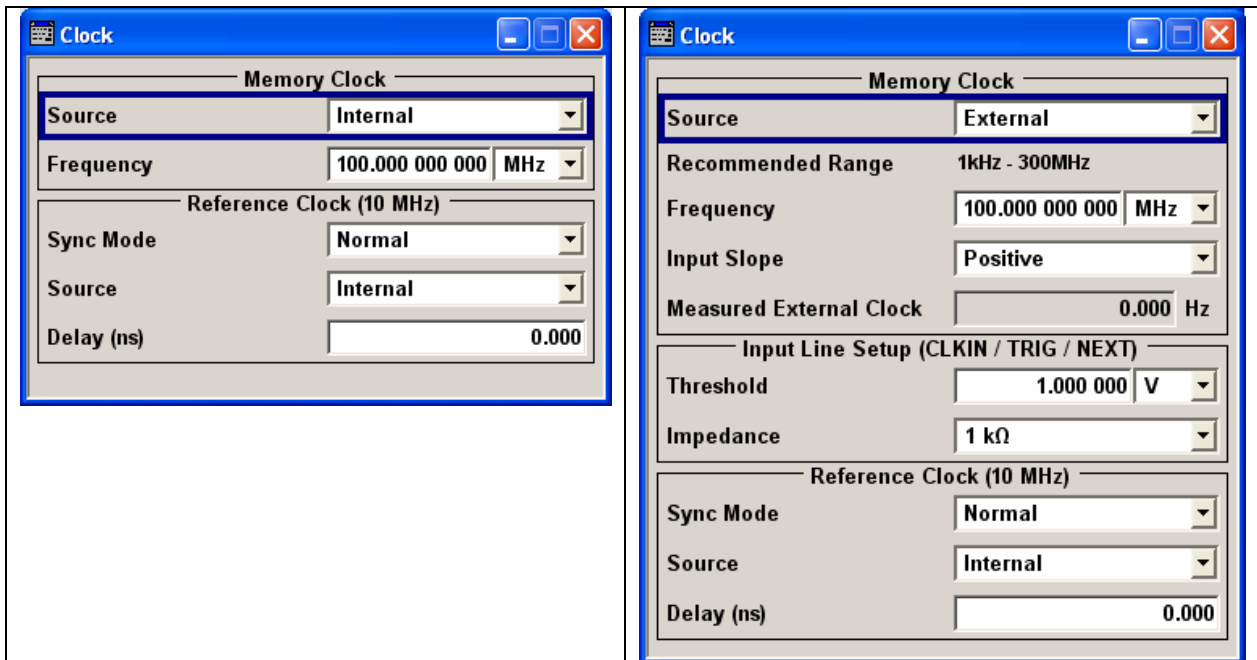 Clock
Memory Clock
Source Internal
Frequency 100.000 000 000 MHz
Reference Clock (10 MHz)
Sync Mode Normal
Source Internal
Delay (ns) 0.000
Clock
Memory Clock
Source External
Recommended Range 1kHz - 300MHz
Frequency 100.000 000 000 MHz
Input Slope Positive
Measured External Clock 0.000 Hz
Input Line Setup (CLKIN / TRIG / NEXT)
Threshold 1.000 000 V
Impedance 1 kΩ
Reference Clock (10 MHz)
Sync Mode Normal
Source Internal
Delay (ns) 0.000